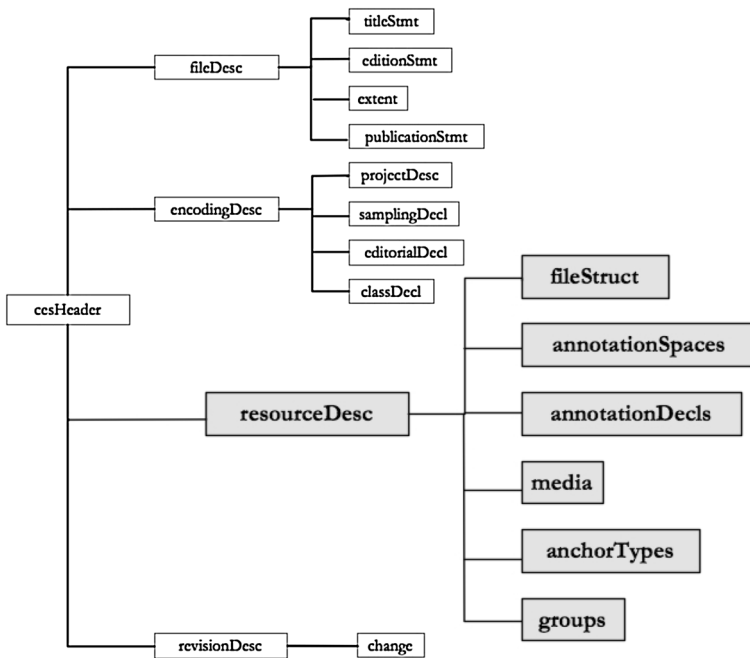 titleStmt
fileDesc
editionStmt
extent
publicationStmt
projectDesc
encodingDesc
samplingDecl
editorialDecl
classDecl
cesHeader
resourceDesc
fileStruct
annotationSpaces
annotationDecls
media
anchorTypes
groups
revisionDesc
change